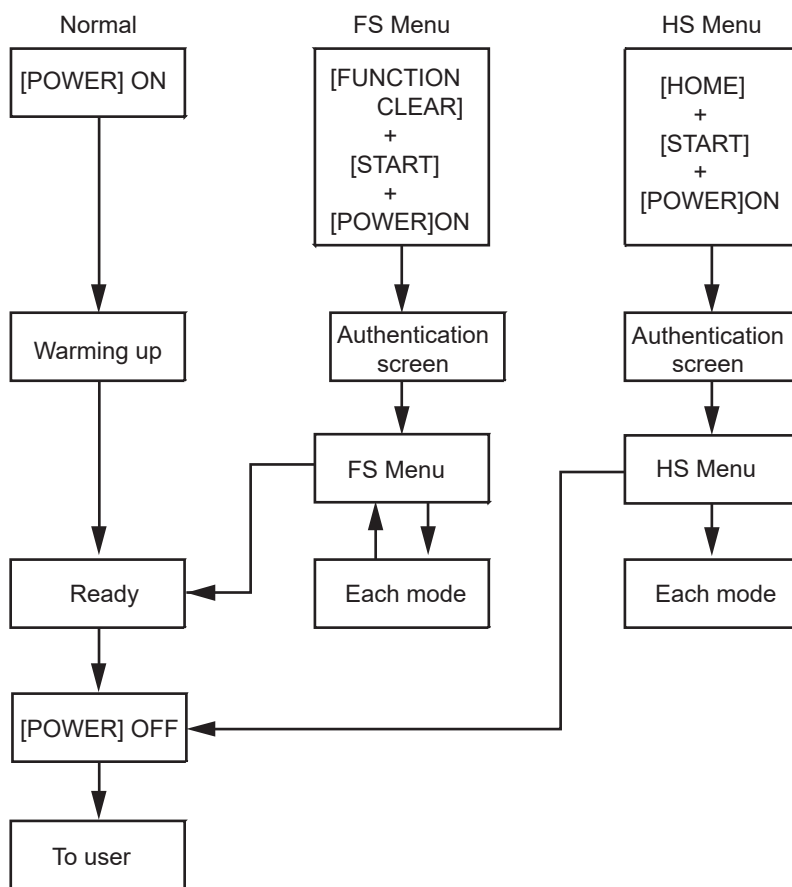 Normal
[POWER] ON
Warming up
Ready
[POWER] OFF
To user
FS Menu
[FUNCTION
CLEAR]
+
[START]
+
[POWER]ON
Authentication
screen
FS Menu
Each mode
HS Menu
[HOME]
+
[START]
+
[POWER]ON
Authentication
screen
HS Menu
Each mode